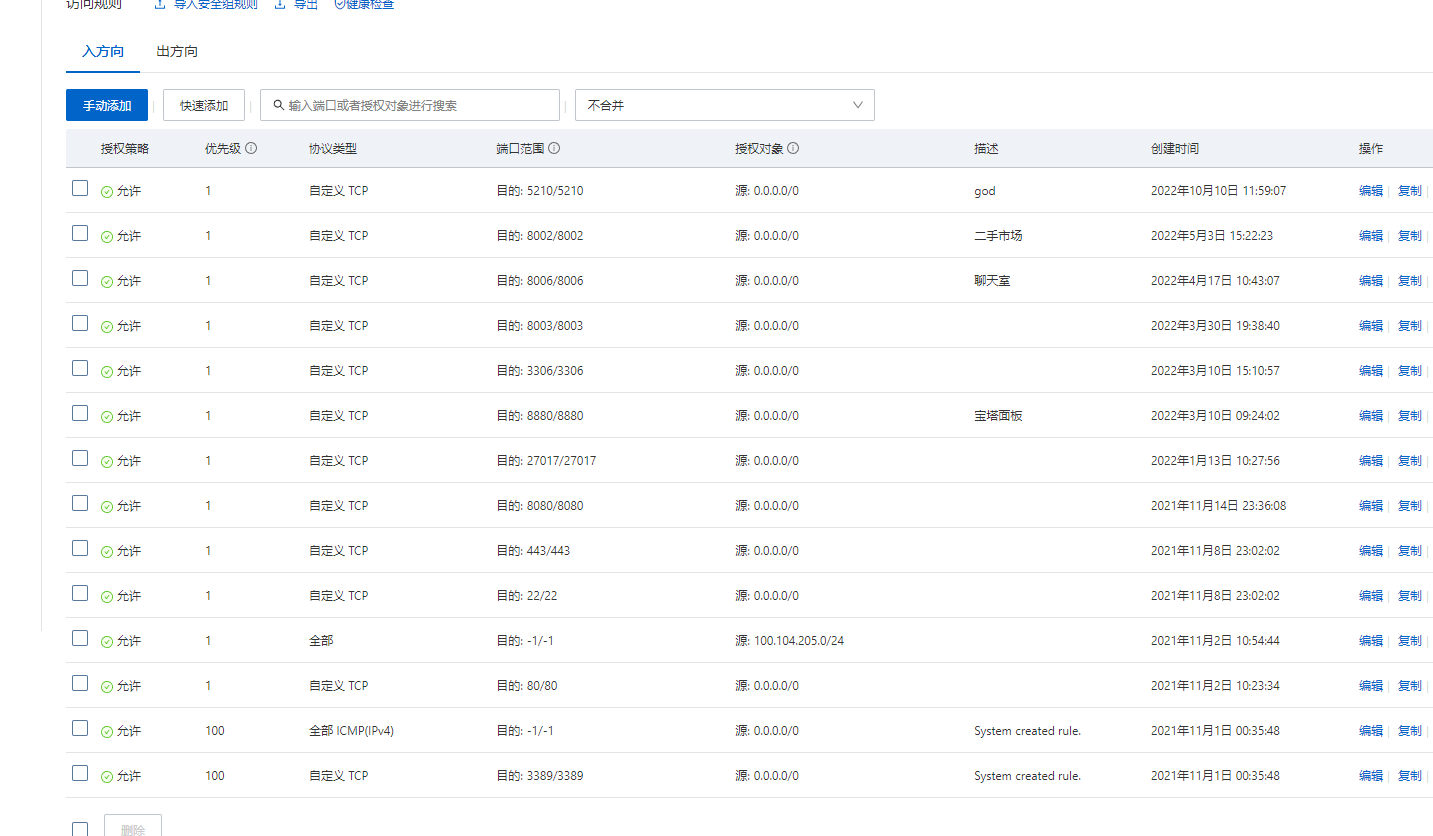 访问规则 导入安全组规则 导出 健康检查
入方向 出方向
手动添加 快速添加 输入端口或者授权对象进行搜索 不合并
授权策略 优先级 协议类型 端口范围 授权对象 描述 创建时间 操作
允许 1 自定义 TCP 目的: 5210/5210 源: 0.0.0.0/0 god 2022年10月10日 11:59:07 编辑 复制
允许 1 自定义 TCP 目的: 8002/8002 源: 0.0.0.0/0 二手市场 2022年5月3日 15:22:23 编辑 复制
允许 1 自定义 TCP 目的: 8006/8006 源: 0.0.0.0/0 聊天室 2022年4月17日 10:43:07 编辑 复制
允许 1 自定义 TCP 目的: 8003/8003 源: 0.0.0.0/0 2022年3月30日 19:38:40 编辑 复制
允许 1 自定义 TCP 目的: 3306/3306 源: 0.0.0.0/0 2022年3月10日 15:10:57 编辑 复制
允许 1 自定义 TCP 目的: 8880/8880 源: 0.0.0.0/0 宝塔面板 2022年3月10日 09:24:02 编辑 复制
允许 1 自定义 TCP 目的: 27017/27017 源: 0.0.0.0/0 2022年1月13日 10:27:56 编辑 复制
允许 1 自定义 TCP 目的: 8080/8080 源: 0.0.0.0/0 2021年11月14日 23:36:08 编辑 复制
允许 1 自定义 TCP 目的: 443/443 源: 0.0.0.0/0 2021年11月8日 23:02:02 编辑 复制
允许 1 自定义 TCP 目的: 22/22 源: 0.0.0.0/0 2021年11月8日 23:02:02 编辑 复制
允许 1 全部 目的: -1/-1 源: 100.104.205.0/24 2021年11月2日 10:54:44 编辑 复制
允许 1 自定义 TCP 目的: 80/80 源: 0.0.0.0/0 2021年11月2日 10:23:34 编辑 复制
允许 100 全部 ICMP(IPv4) 目的: -1/-1 源: 0.0.0.0/0 System created rule. 2021年11月1日 00:35:48 编辑 复制
允许 100 自定义 TCP 目的: 3389/3389 源: 0.0.0.0/0 System created rule. 2021年11月1日 00:35:48 编辑 复制
删除